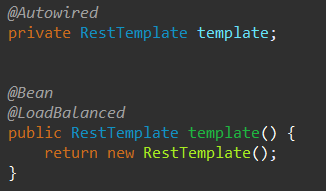 @Autowired
private RestTemplate template;
@Bean
@LoadBalanced
public RestTemplate template() {
    return new RestTemplate();
}